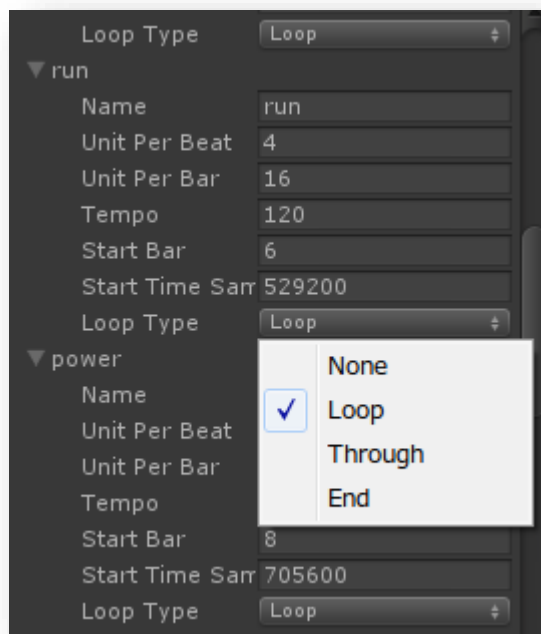 Loop Type Loop
run
Name run
Unit Per Beat 4
Unit Per Bar 16
Tempo 120
Start Bar 6
Start Time Sam 529200
Loop Type Loop
power
None
Name
Loop
Unit Per Beat
Through
Unit Per Bar
End
Tempo
Start Bar 8
Start Time Sam 705600
Loop Type Loop